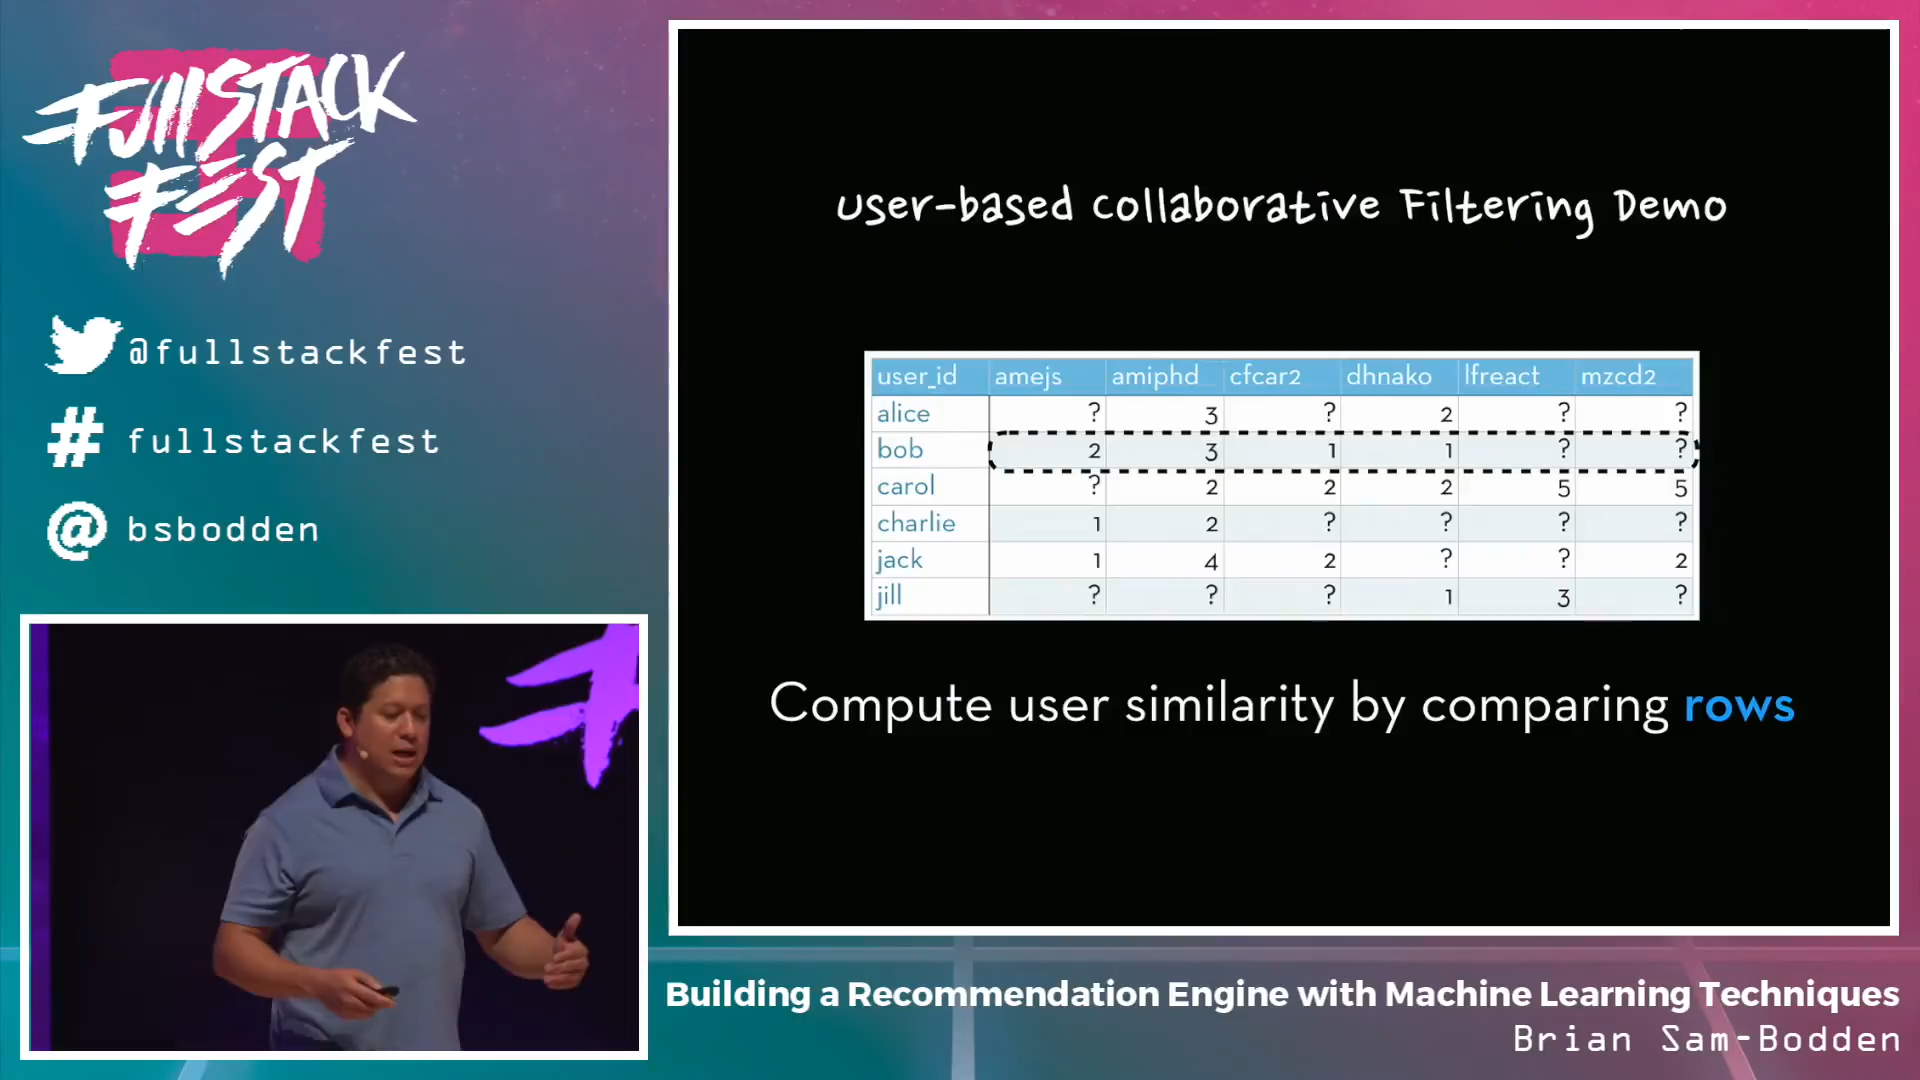 FullSTACK
FEST
@fullstackfest
# fullstackfest
@ bsbodden
User-based Collaborative Filtering Demo
user_id amejs amiphd cfcar2 dhnako lfreact mzcd2
alice ? 3 ? 2 ? ?
bob 2 3 1 1 ? ?
carol ? 2 2 2 5 5
charlie 1 2 ? ? ? ?
jack 1 4 2 ? ? 2
jill ? ? ? 1 3 ?
Compute user similarity by comparing rows
Building a Recommendation Engine with Machine Learning Techniques
Brian Sam-Bodden